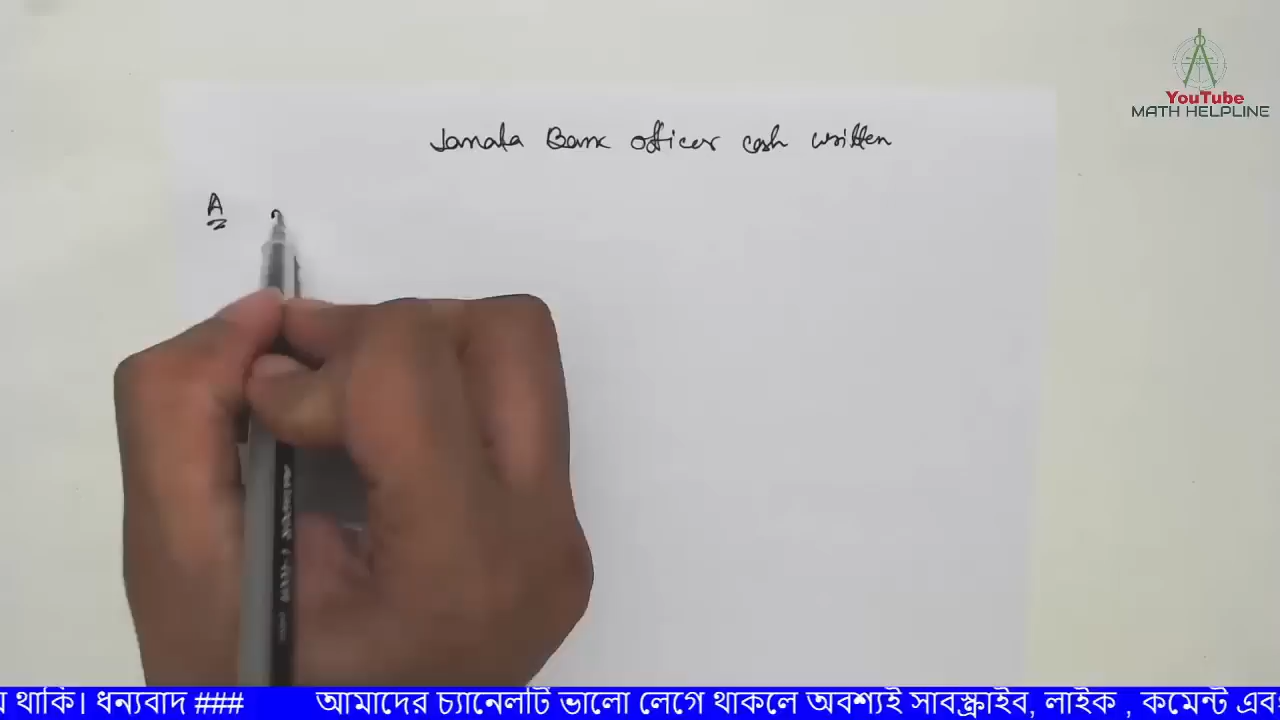 YouTube
MATH HELPLINE
Janata Bank officer cash written
A
থাকি। ধন্যবাদ ### আমাদের চ্যানেলটি ভালো লেগে থাকলে অবশ্যই সাবস্ক্রাইব, লাইক , কমেন্ট এবং